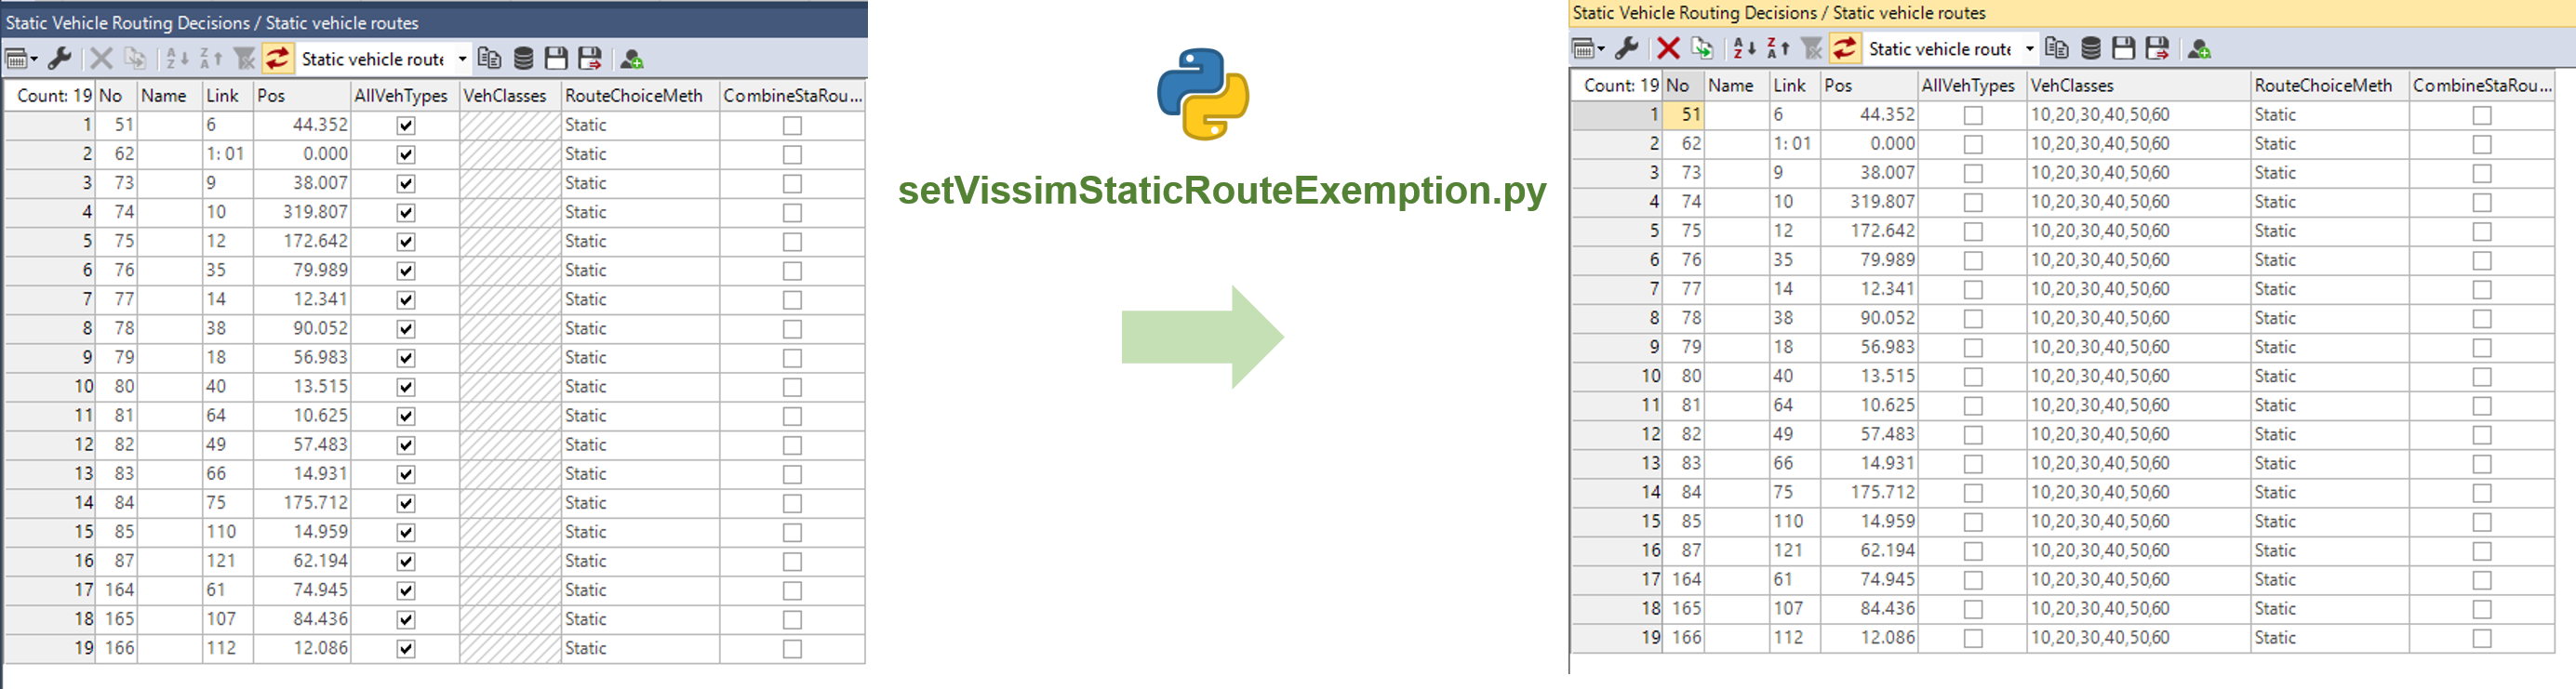 Static Vehicle Routing Decisions / Static vehicle routes
Static vehicle route
Count: 19 No Name Link Pos AllVehTypes VehClasses RouteChoiceMeth CombineStaRou...
1 51 6 44.352 Static
2 62 1: 01 0.000 Static
3 73 9 38.007 Static
4 74 10 319.807 Static
5 75 12 172.642 Static
6 76 35 79.989 Static
7 77 14 12.341 Static
8 78 38 90.052 Static
9 79 18 56.983 Static
10 80 40 13.515 Static
11 81 64 10.625 Static
12 82 49 57.483 Static
13 83 66 14.931 Static
14 84 75 175.712 Static
15 85 110 14.959 Static
16 87 121 62.194 Static
17 164 61 74.945 Static
18 165 107 84.436 Static
19 166 112 12.086 Static
setVissimStaticRouteExemption.py
Static Vehicle Routing Decisions / Static vehicle routes
Static vehicle route
Count: 19 No Name Link Pos AllVehTypes VehClasses RouteChoiceMeth CombineStaRou...
1 51 6 44.352 10,20,30,40,50,60 Static
2 62 1: 01 0.000 10,20,30,40,50,60 Static
3 73 9 38.007 10,20,30,40,50,60 Static
4 74 10 319.807 10,20,30,40,50,60 Static
5 75 12 172.642 10,20,30,40,50,60 Static
6 76 35 79.989 10,20,30,40,50,60 Static
7 77 14 12.341 10,20,30,40,50,60 Static
8 78 38 90.052 10,20,30,40,50,60 Static
9 79 18 56.983 10,20,30,40,50,60 Static
10 80 40 13.515 10,20,30,40,50,60 Static
11 81 64 10.625 10,20,30,40,50,60 Static
12 82 49 57.483 10,20,30,40,50,60 Static
13 83 66 14.931 10,20,30,40,50,60 Static
14 84 75 175.712 10,20,30,40,50,60 Static
15 85 110 14.959 10,20,30,40,50,60 Static
16 87 121 62.194 10,20,30,40,50,60 Static
17 164 61 74.945 10,20,30,40,50,60 Static
18 165 107 84.436 10,20,30,40,50,60 Static
19 166 112 12.086 10,20,30,40,50,60 Static